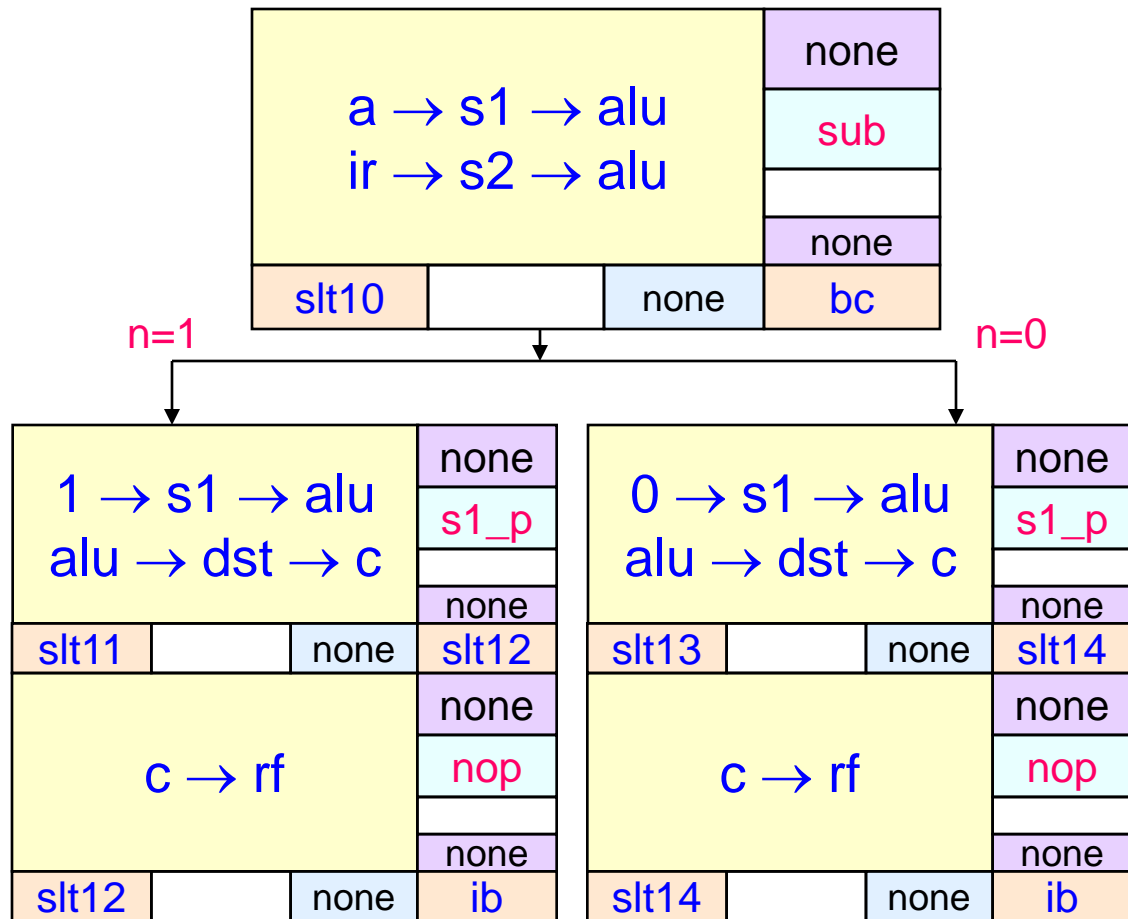 none
a → s1 → alu
sub
ir → s2 → alu
none
slt10 none bc
n=1 n=0
none
1 → s1 → alu
s1_p
alu → dst → c
none
slt11 none slt12
none
c → rf
nop
none
slt12 none ib
none
0 → s1 → alu
s1_p
alu → dst → c
none
slt13 none slt14
none
c → rf
nop
none
slt14 none ib